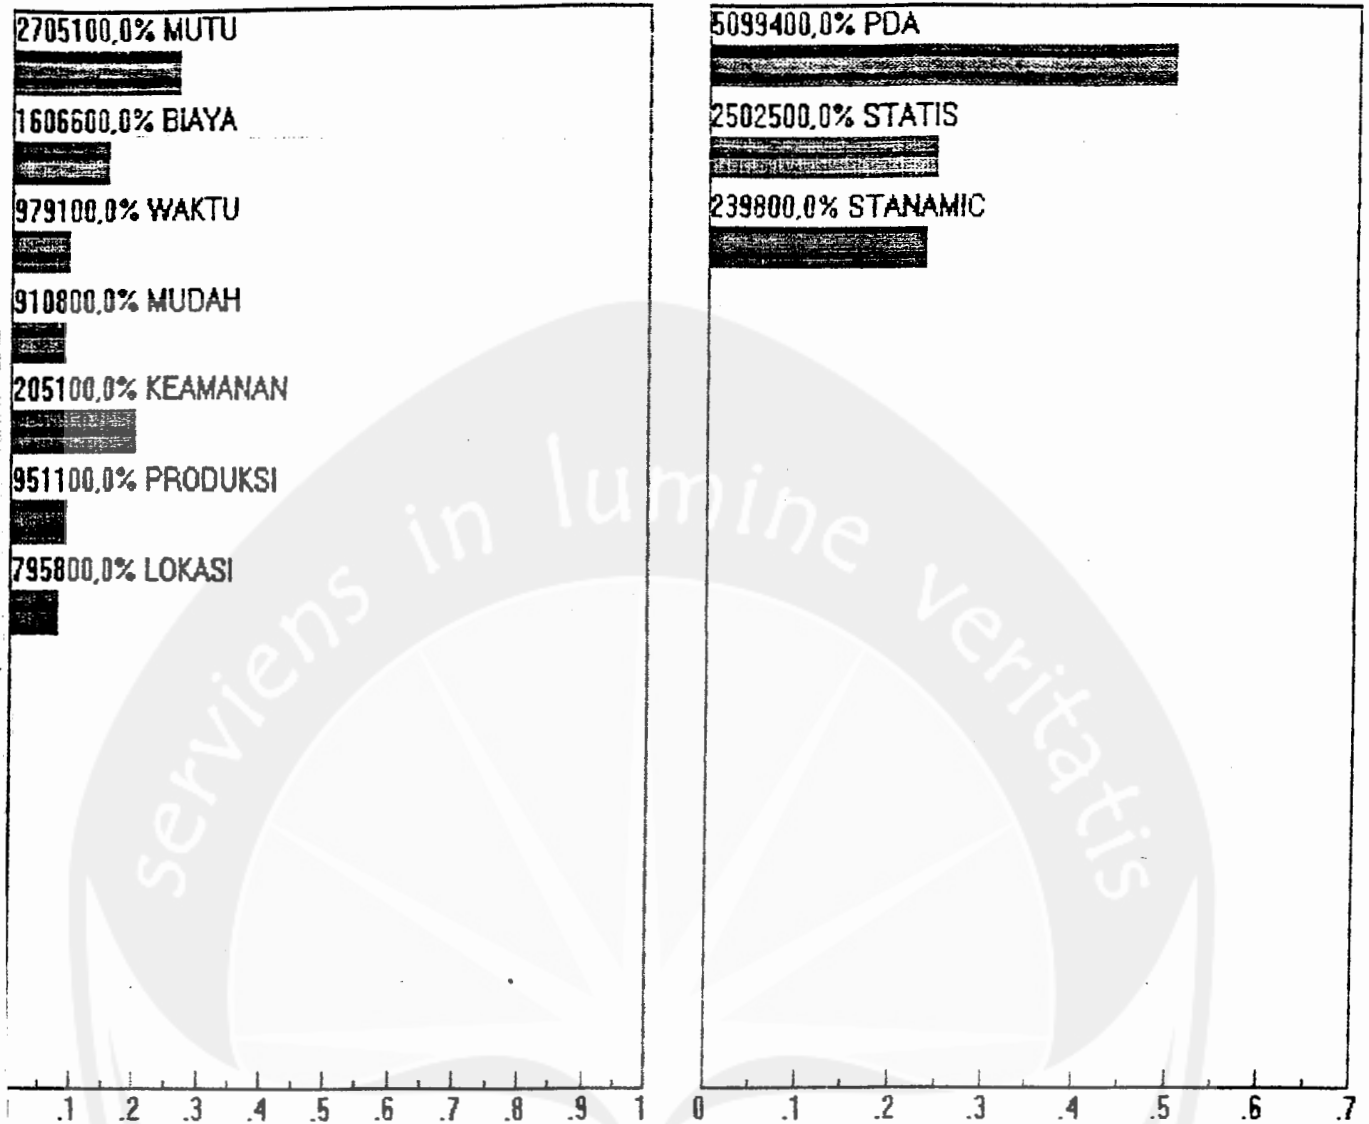 2705100,0% MUTU
1606600,0% BIAYA
979100,0% WAKTU
910800,0% MUDAH
205100,0% KEAMANAN
951100,0% PRODUKSI
795800,0% LOKASI
.1 .2 .3 .4 .5 .6 .7 .8 .9 1
5099400,0% PDA
2502500,0% STATIS
239800,0% STANAMIC
0 .1 .2 .3 .4 .5 .6 .7
serviens in lumine veritatis